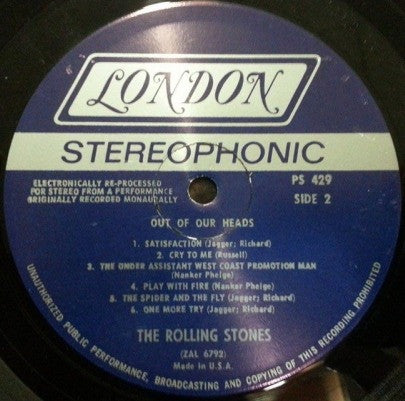 LONDON
STEREOPHONIC
ELECTRONICALLY RE-PROCESSED
FOR STEREO FROM A PERFORMANCE
ORIGINALLY RECORDED MONAURALLY
PS 429
SIDE 2
OUT OF OUR HEADS
1. SATISFACTION (Jagger; Richard)
2. CRY TO ME (Russell)
3. THE UNDER ASSISTANT WEST COAST PROMOTION MAN
(Nanker Phelge)
4. PLAY WITH FIRE (Nanker Phelge)
5. THE SPIDER AND THE FLY (Jagger; Richard)
6. ONE MORE TRY (Jagger; Richard)
THE ROLLING STONES
(ZAL 6792)
Made in U.S.A.
UNAUTHORIZED PUBLIC PERFORMANCE, BROADCASTING AND COPYING OF THIS RECORDING PROHIBITED